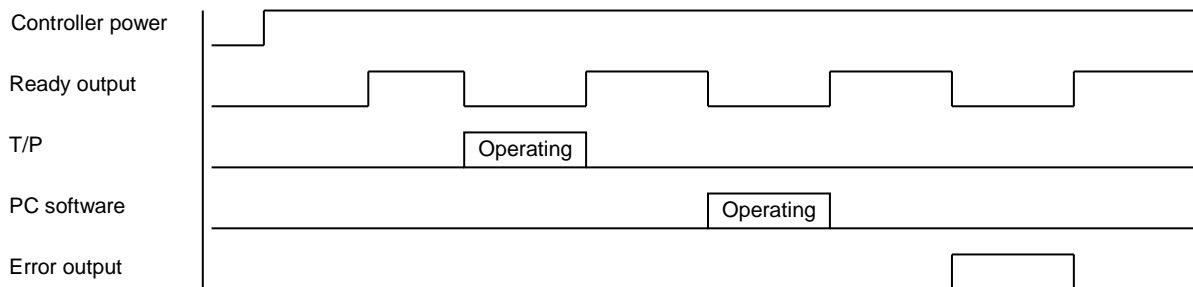 Controller power
Ready output
T/P
Operating
PC software
Operating
Error output